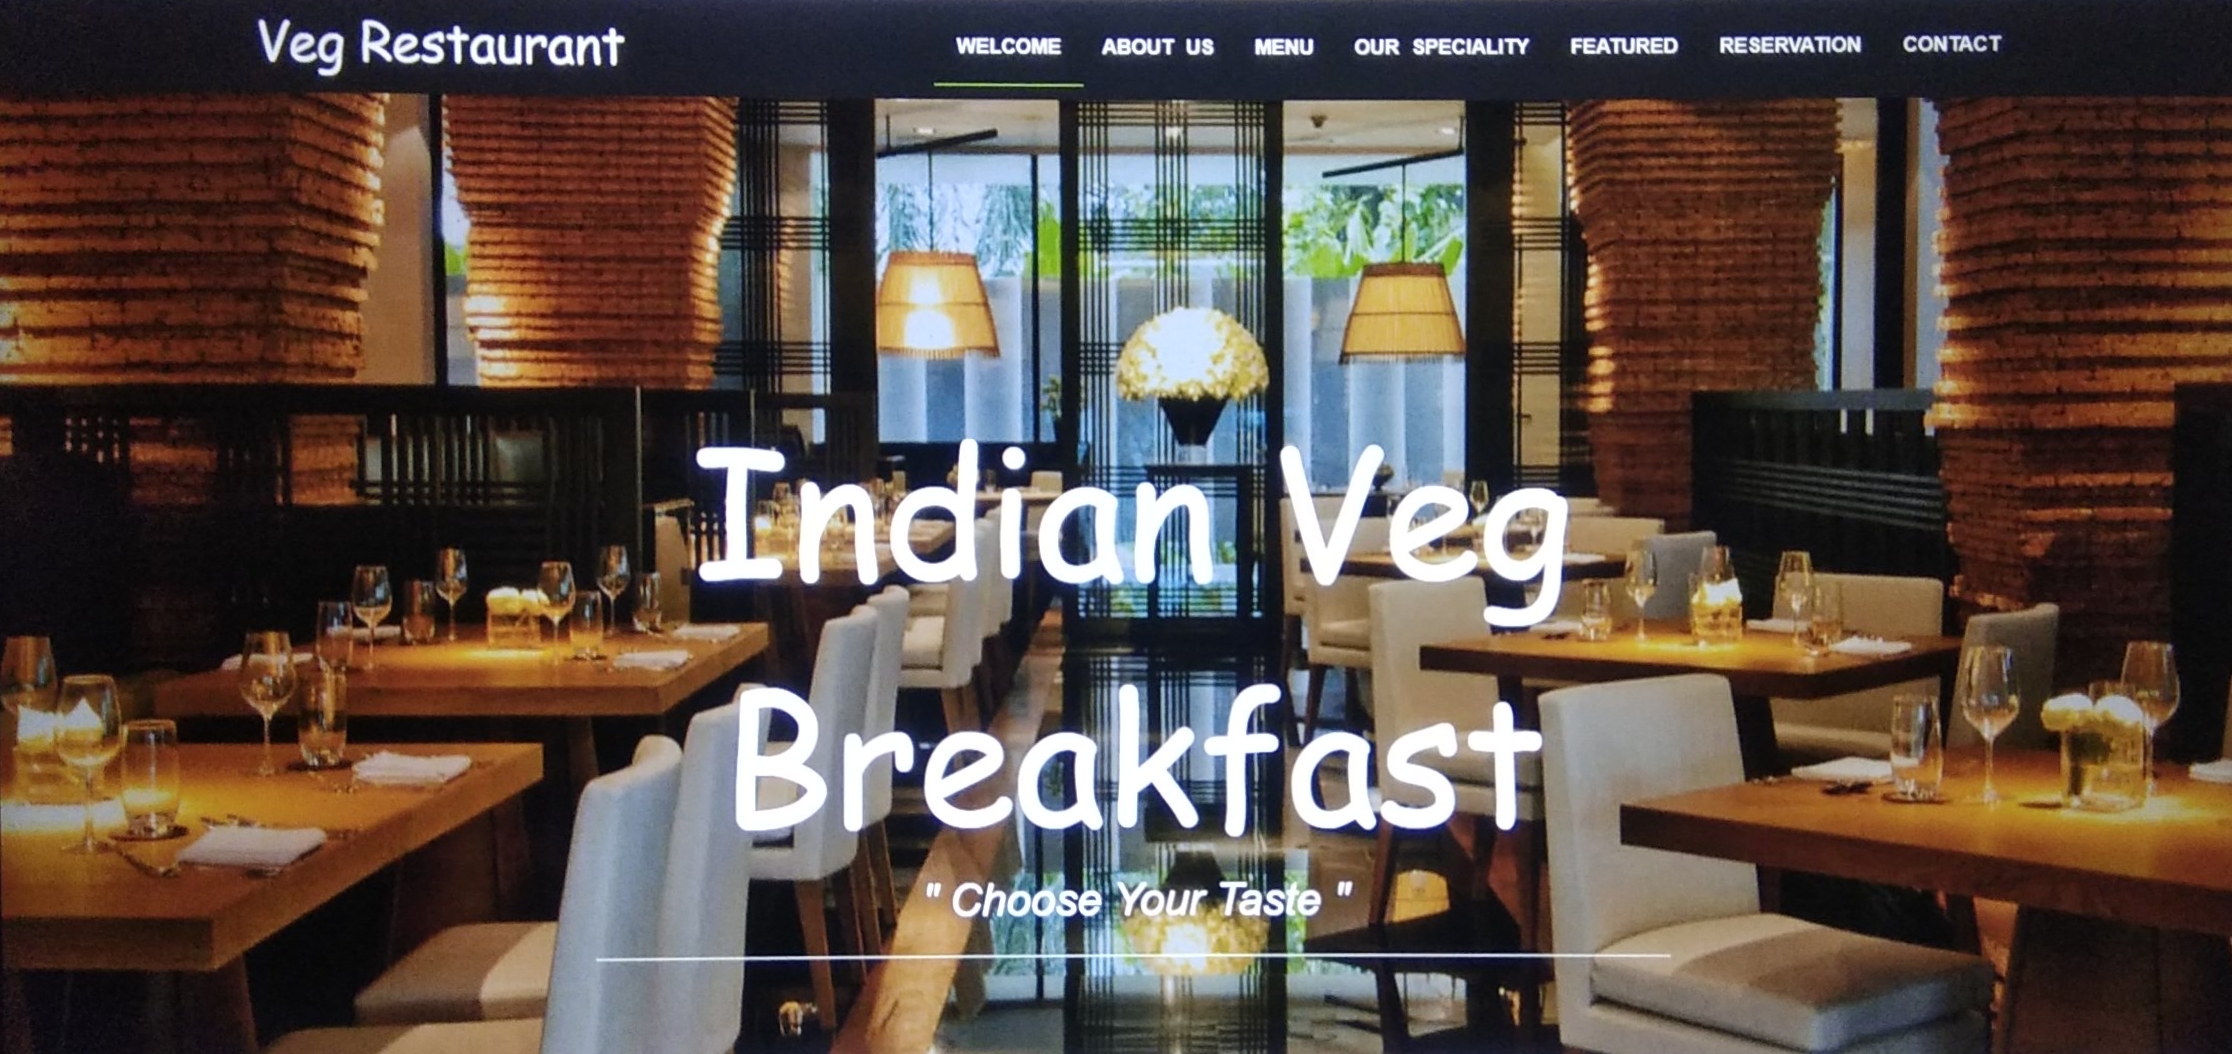 Veg Restaurant
WELCOME ABOUT US MENU OUR SPECIALITY FEATURED RESERVATION CONTACT
Indian Veg
Breakfast
" Choose Your Taste "